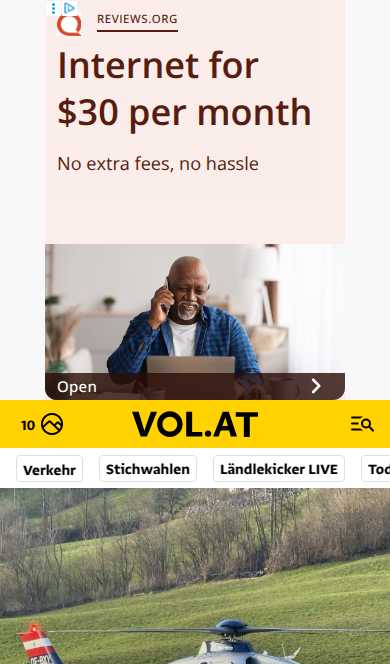 REVIEWS.ORG
Internet for
$30 per month
No extra fees, no hassle
Open
10
VOL.AT
Verkehr
Stichwahlen
Ländlekicker LIVE
Tod